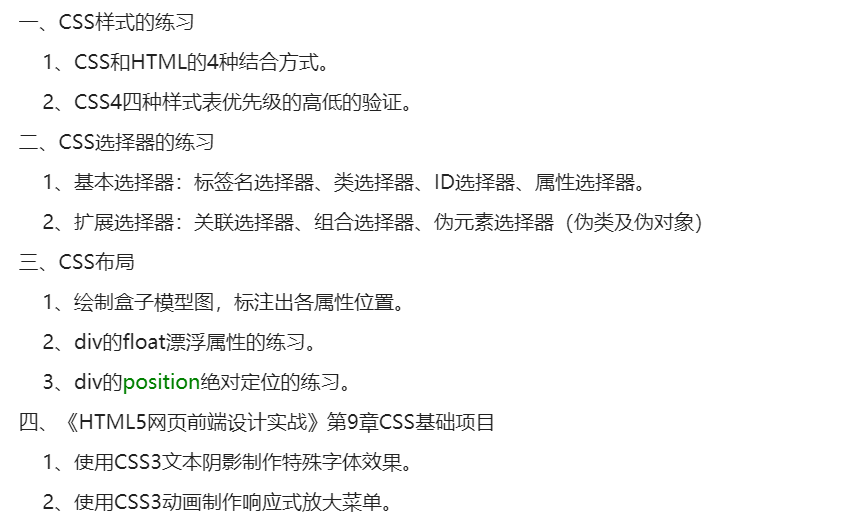 一、CSS样式的练习
1、CSS和HTML的4种结合方式。
2、CSS4四种样式表优先级的高低的验证。
二、CSS选择器的练习
1、基本选择器：标签名选择器、类选择器、ID选择器、属性选择器。
2、扩展选择器：关联选择器、组合选择器、伪元素选择器（伪类及伪对象）
三、CSS布局
1、绘制盒子模型图，标注出各属性位置。
2、div的float漂浮属性的练习。
3、div的position绝对定位的练习。
四、《HTML5网页前端设计实战》第9章CSS基础项目
1、使用CSS3文本阴影制作特殊字体效果。
2、使用CSS3动画制作响应式放大菜单。